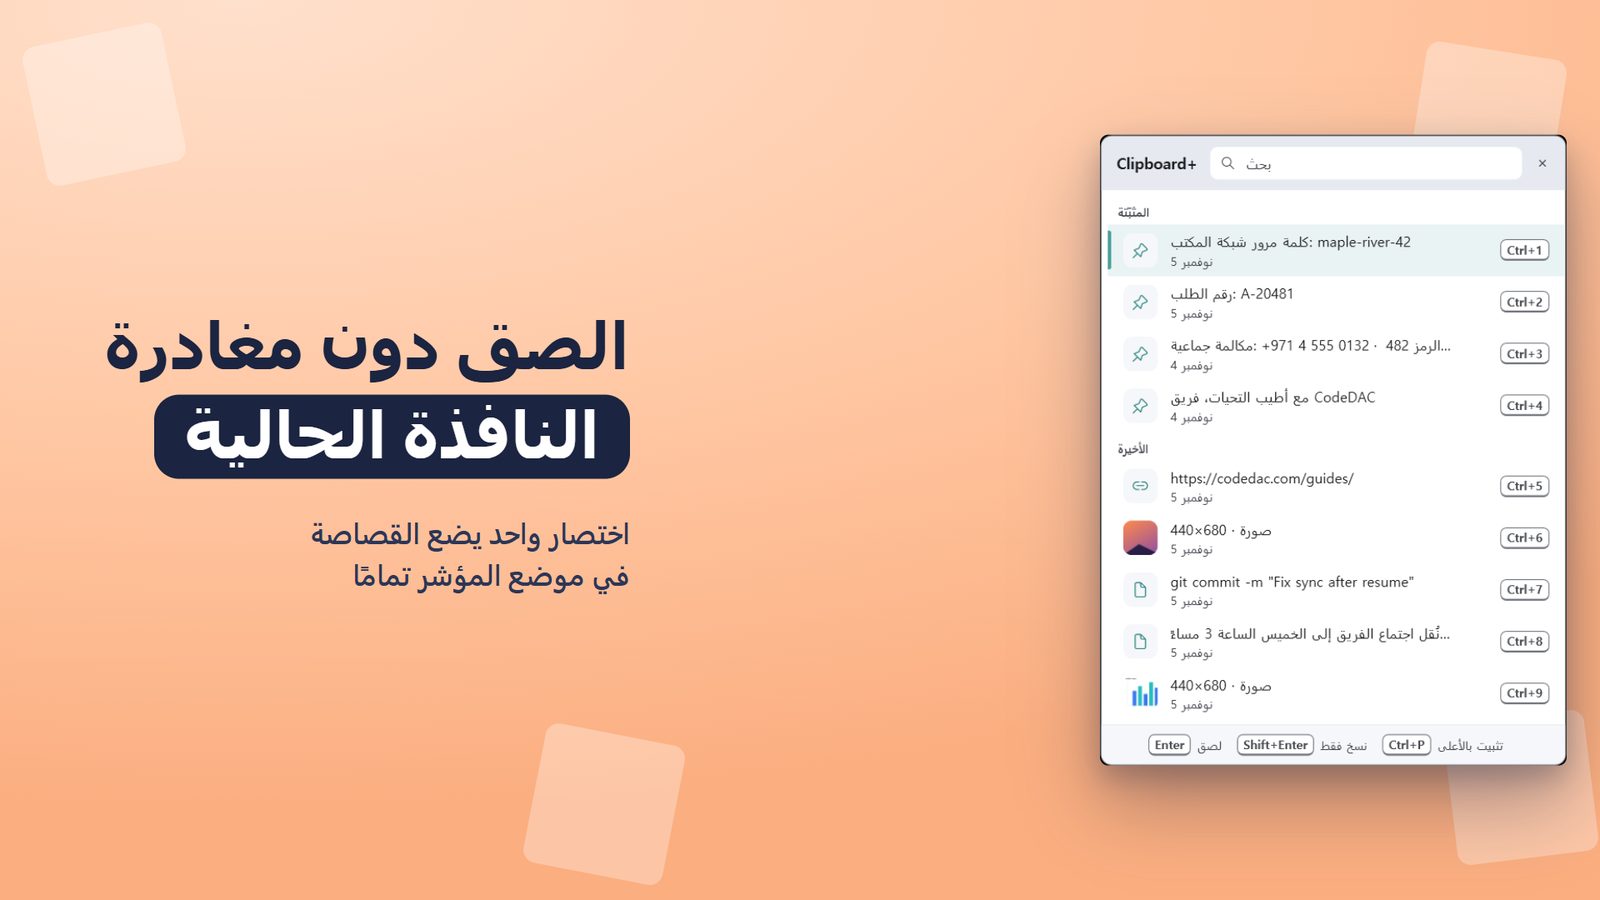 الصق دون مغادرة
النافذة الحالية
اختصار واحد يضع القصاصة
في موضع المؤشر تمامًا
Clipboard+
بحث
×
المثبّتة
كلمة مرور شبكة المكتب: maple-river-42
نوفمبر 5
Ctrl+1
رقم الطلب: A-20481
نوفمبر 5
Ctrl+2
مكالمة جماعية: +971 4 555 0132 · الرمز 482...
نوفمبر 4
Ctrl+3
مع أطيب التحيات، فريق CodeDAC
نوفمبر 4
Ctrl+4
الأخيرة
https://codedac.com/guides/
نوفمبر 5
Ctrl+5
صورة · 680×440
نوفمبر 5
Ctrl+6
git commit -m "Fix sync after resume"
نوفمبر 5
Ctrl+7
نُقل اجتماع الفريق إلى الخميس الساعة 3 مساءً...
نوفمبر 5
Ctrl+8
صورة · 680×440
نوفمبر 5
Ctrl+9
Enter لصق Shift+Enter نسخ فقط Ctrl+P تثبيت بالأعلى